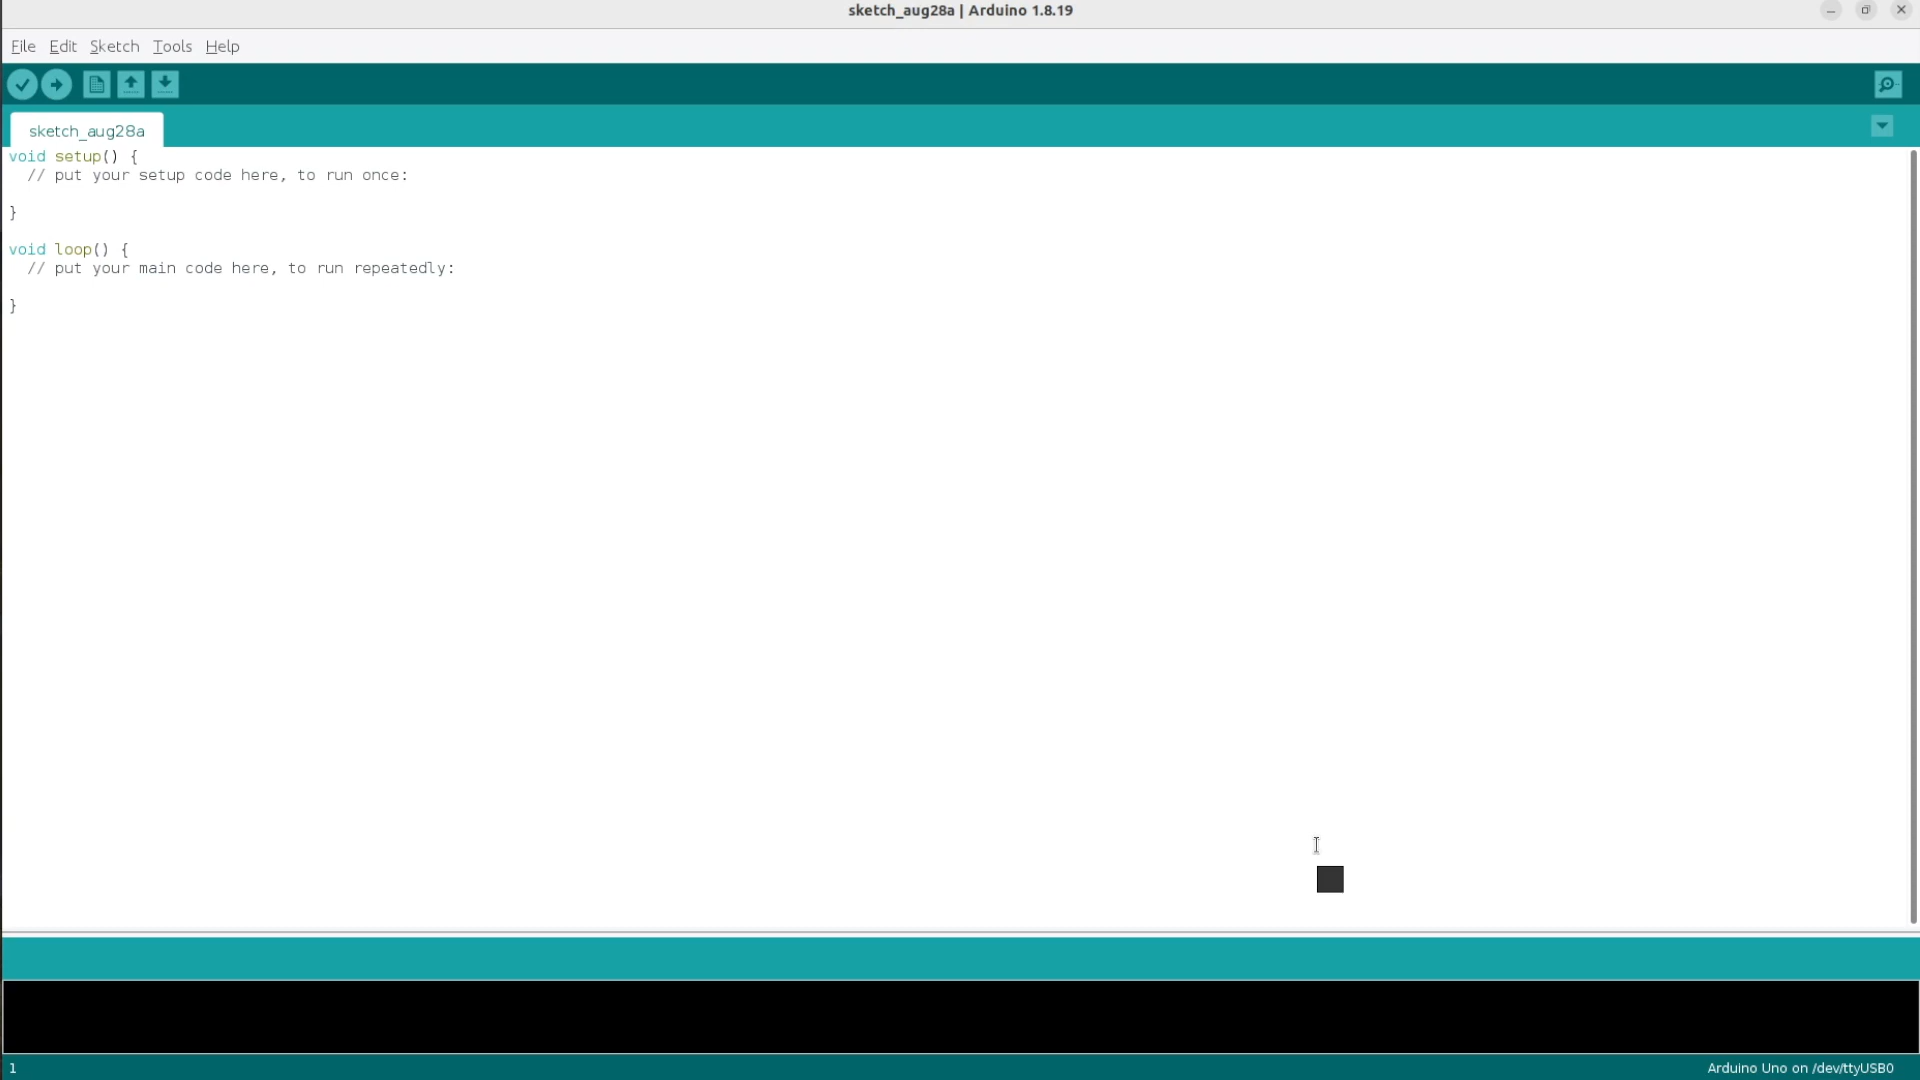 sketch_aug28a | Arduino 1.8.19
File Edit Sketch Tools Help
sketch_aug28a
void setup() {
  // put your setup code here, to run once:
}
void loop() {
  // put your main code here, to run repeatedly:
}
1 Arduino Uno on /dev/ttyUSB0